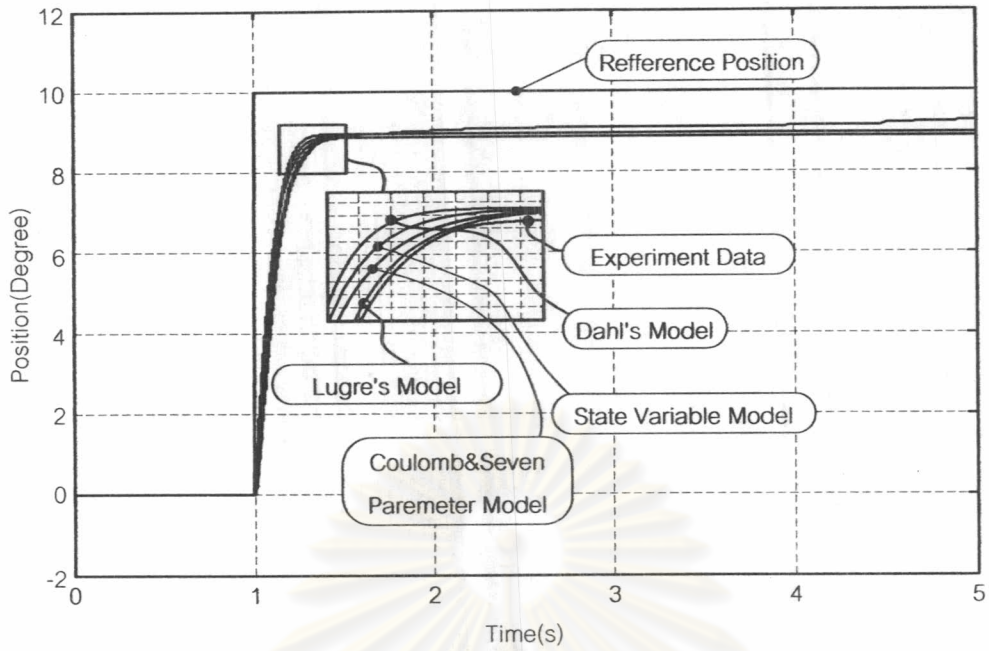 12
10
8
6
4
2
0
-2
Position(Degree)
Refference Position
Experiment Data
Dahl's Model
Lugre's Model
State Variable Model
Coulomb&Seven
Paremeter Model
0
1
2
3
4
5
Time(s)